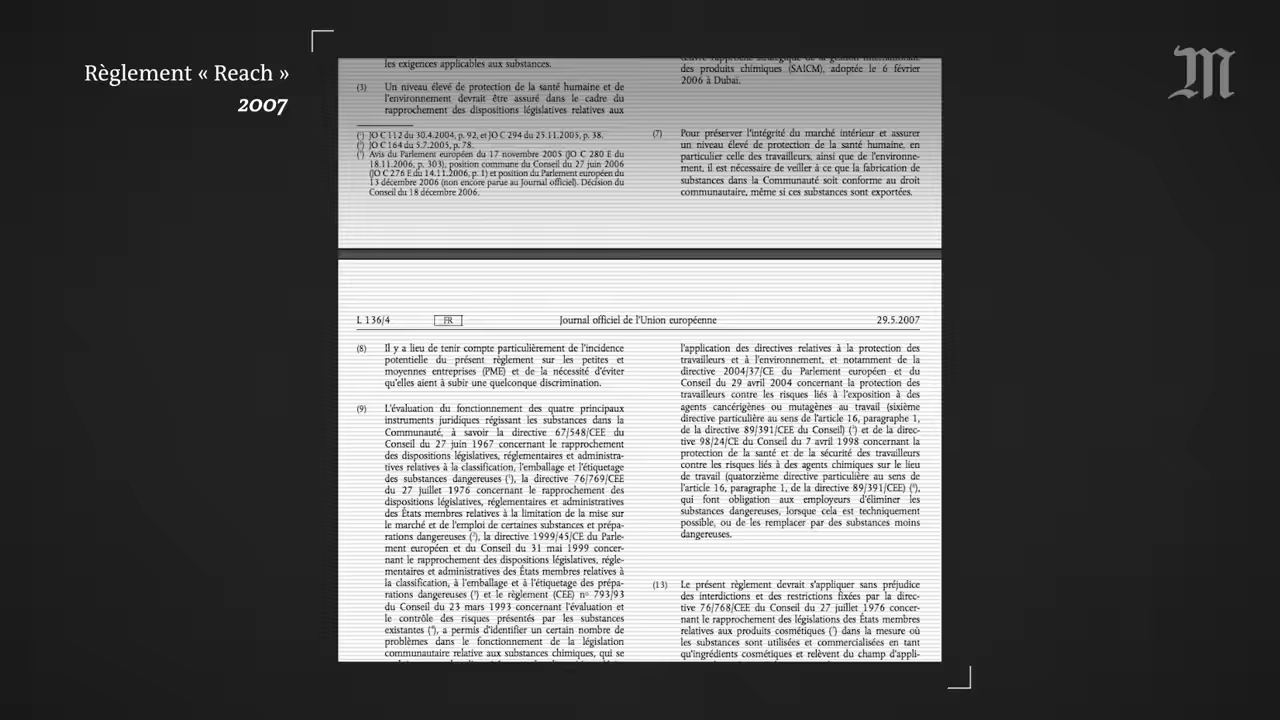 Règlement « Reach »
2007
les exigences applicables aux substances.
(3) Un niveau élevé de protection de la santé humaine et de
l'environnement devrait être assuré dans le cadre du
rapprochement des dispositions législatives relatives aux
(¹) JO C 112 du 30.4.2004, p. 92, et JO C 294 du 25.11.2005, p. 38.
(²) JO C 164 du 5.7.2005, p. 78.
(³) Avis du Parlement européen du 17 novembre 2005 (JO C 280 E du
18.11.2006, p. 303), position commune du Conseil du 27 juin 2006
(JO C 276 E du 14.11.2006, p. 1) et position du Parlement européen du
13 décembre 2006 (non encore parue au Journal officiel). Décision du
Conseil du 18 décembre 2006.
des produits chimiques (SAICM), adoptée le 6 février
2006 à Dubai.
(7) Pour préserver l'intégrité du marché intérieur et assurer
un niveau élevé de protection de la santé humaine, en
particulier celle des travailleurs, ainsi que de l'environne-
ment, il est nécessaire de veiller à ce que la fabrication de
substances dans la Communauté soit conforme au droit
communautaire, même si ces substances sont exportées.
L 136/4 FR Journal officiel de l'Union européenne 29.5.2007
(8) Il y a lieu de tenir compte particulièrement de l'incidence
potentielle du présent règlement sur les petites et
moyennes entreprises (PME) et de la nécessité d'éviter
qu'elles aient à subir une quelconque discrimination.
(9) L'évaluation du fonctionnement des quatre principaux
instruments juridiques régissant les substances dans la
Communauté, à savoir la directive 67/548/CEE du
Conseil du 27 juin 1967 concernant le rapprochement
des dispositions législatives, réglementaires et administra-
tives relatives à la classification, l'emballage et l'étiquetage
des substances dangereuses (¹), la directive 76/769/CEE
du 27 juillet 1976 concernant le rapprochement des
dispositions législatives, réglementaires et administratives
des États membres relatives à la limitation de la mise sur
le marché et de l'emploi de certaines substances et prépa-
rations dangereuses (²), la directive 1999/45/CE du Parle-
ment européen et du Conseil du 31 mai 1999 concer-
nant le rapprochement des dispositions législatives, régle-
mentaires et administratives des États membres relatives à
la classification, à l'emballage et à l'étiquetage des prépa-
rations dangereuses (³) et le règlement (CEE) nº 793/93
du Conseil du 23 mars 1993 concernant l'évaluation et
le contrôle des risques présentés par les substances
existantes (⁴), a permis d'identifier un certain nombre de
problèmes dans le fonctionnement de la législation
communautaire relative aux substances chimiques, qui se
l'application des directives relatives à la protection des
travailleurs et à l'environnement, et notamment de la
directive 2004/37/CE du Parlement européen et du
Conseil du 29 avril 2004 concernant la protection des
travailleurs contre les risques liés à l'exposition à des
agents cancérigènes ou mutagènes au travail (sixième
directive particulière au sens de l'article 16, paragraphe 1,
de la directive 89/391/CEE du Conseil) (⁵) et de la direc-
tive 98/24/CE du Conseil du 7 avril 1998 concernant la
protection de la santé et de la sécurité des travailleurs
contre les risques liés à des agents chimiques sur le lieu
de travail (quatorzième directive particulière au sens de
l'article 16, paragraphe 1, de la directive 89/391/CEE) (⁶),
qui font obligation aux employeurs d'éliminer les
substances dangereuses, lorsque cela est techniquement
possible, ou de les remplacer par des substances moins
dangereuses.
(13) Le présent règlement devrait s'appliquer sans préjudice
des interdictions et des restrictions fixées par la direc-
tive 76/768/CEE du Conseil du 27 juillet 1976 concer-
nant le rapprochement des législations des États membres
relatives aux produits cosmétiques (⁷) dans la mesure où
les substances sont utilisées et commercialisées en tant
qu'ingrédients cosmétiques et relèvent du champ d'appli-
M